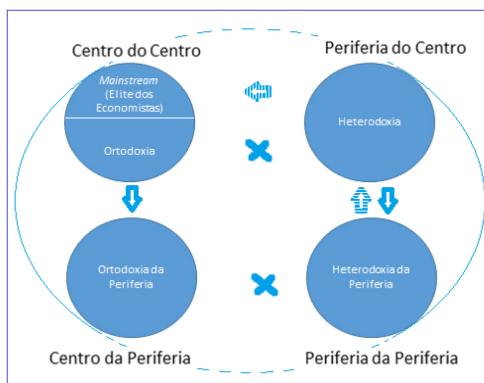 Centro do Centro
Periferia do Centro
Mainstream
(Elite dos
Economistas)
Ortodoxia
Heterodoxia
Ortodoxia da
Periferia
Heterodoxia da
Periferia
Centro da Periferia
Periferia da Periferia